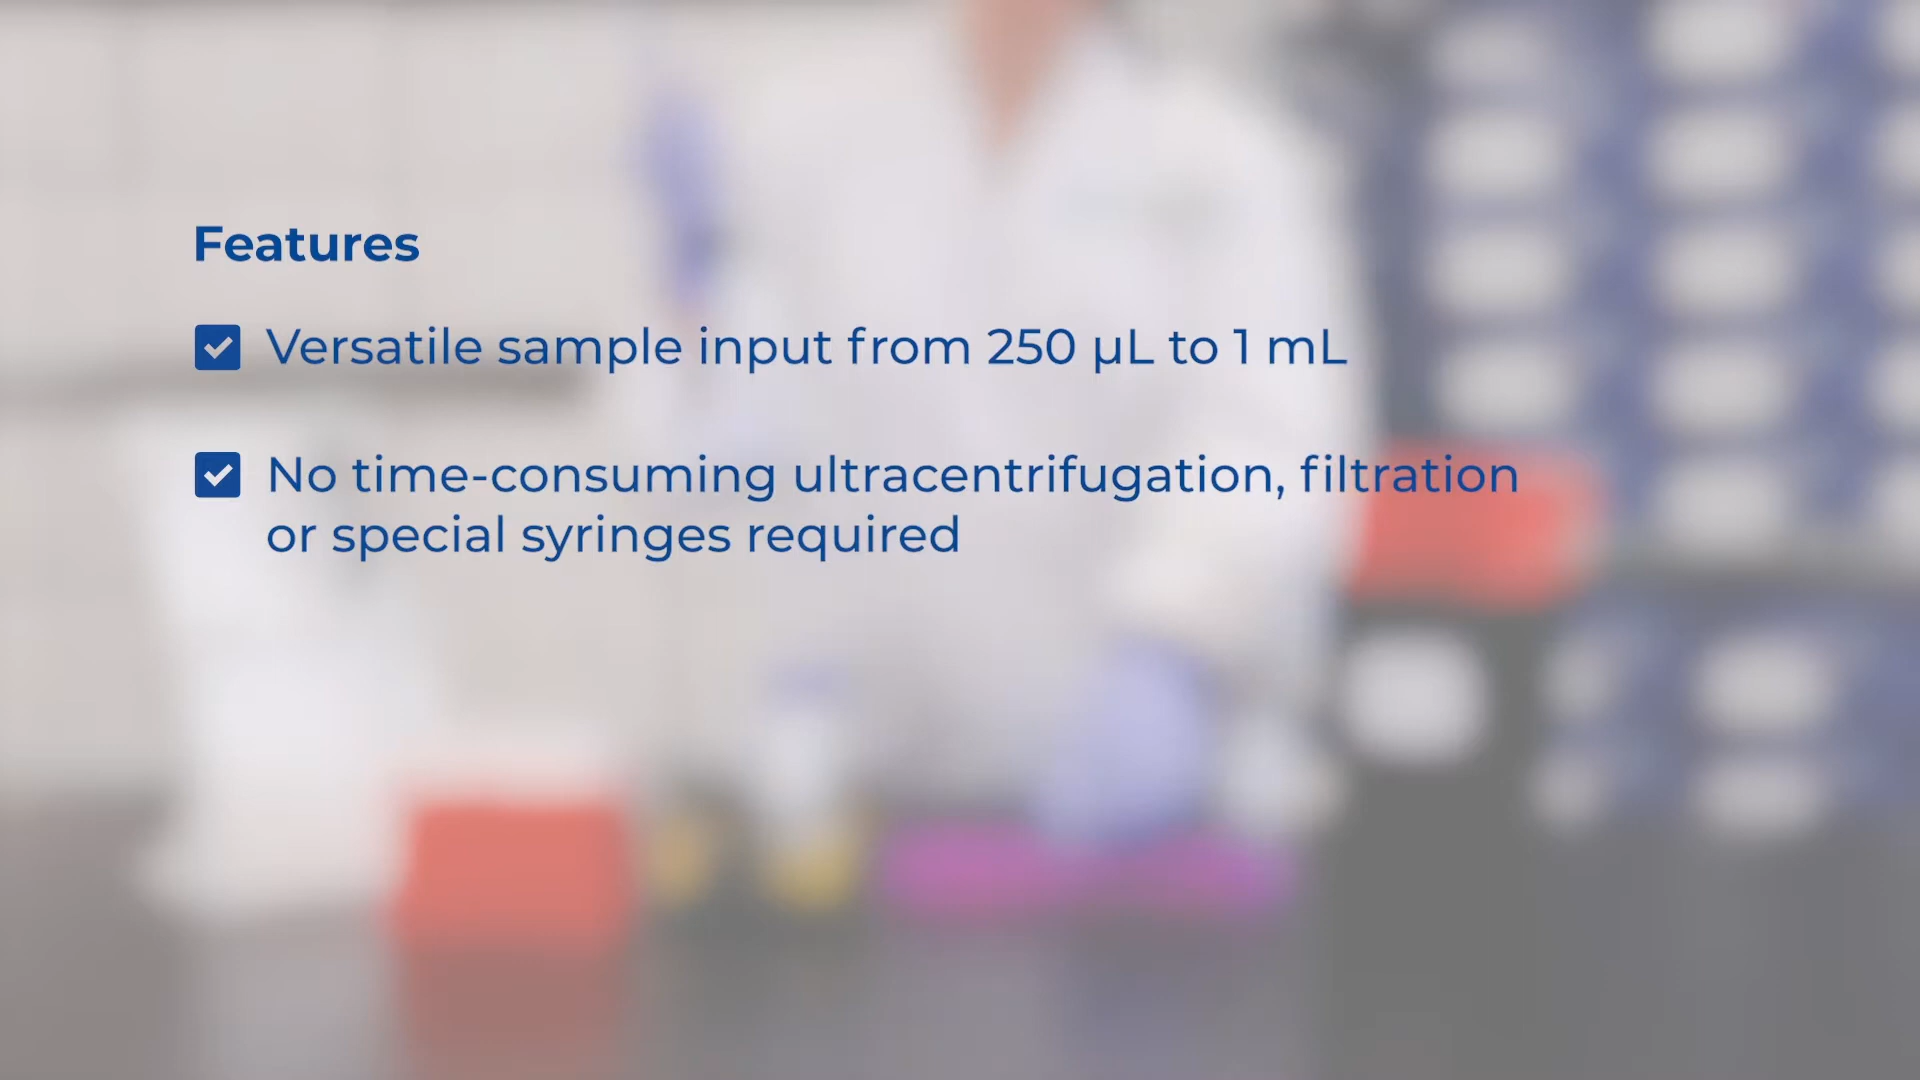 Features
Versatile sample input from 250 µL to 1 mL
No time-consuming ultracentrifugation, filtration
or special syringes required